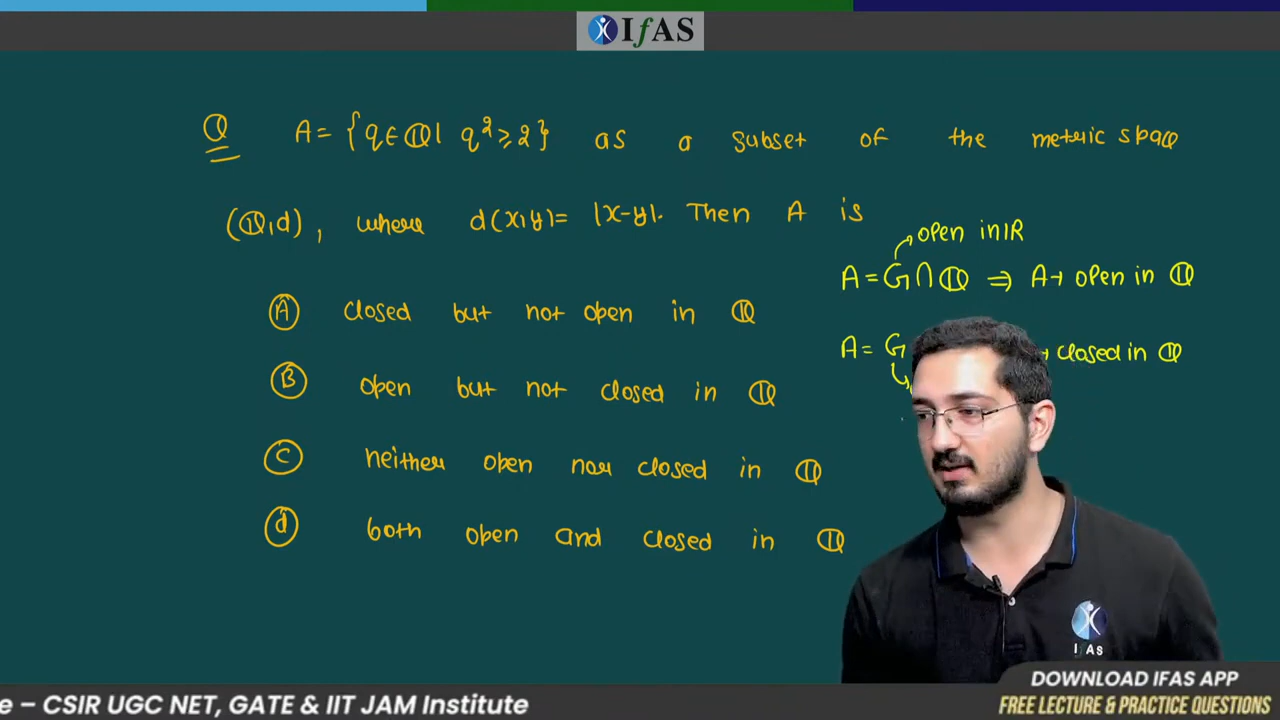 IfAS
Q A = {q ∈ ℚ | q² ≥ 2} as a subset of the metric space
(ℚ, d), where d(x,y) = |x-y|. Then A is
open in IR
A = G ∩ ℚ ⇒ A → open in ℚ
A closed but not open in ℚ
A = G closed in ℚ
B open but not closed in ℚ
C neither open nor closed in ℚ
d both open and closed in ℚ
IfAS
DOWNLOAD IFAS APP
FREE LECTURE & PRACTICE QUESTIONS
e – CSIR UGC NET, GATE & IIT JAM Institute